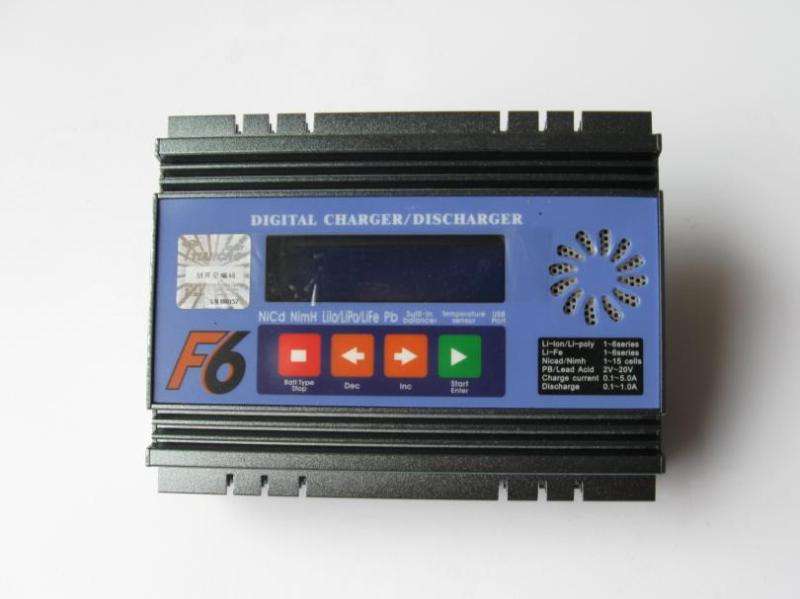 DIGITAL CHARGER/DISCHARGER
NiCd NimH LiIo/LiPo/LiFe Pb Built-in balancer Temperature sensor USB Port
F6
Batt Type
Stop
Dec
Inc
Start
Enter
Li-Ion/Li-poly 1~6series
Li-Fe 1~6series
Nicad/Nimh 1~15 cells
PB/Lead Acid 2V~20V
Charge current 0.1~5.0A
Discharge 0.1~1.0A